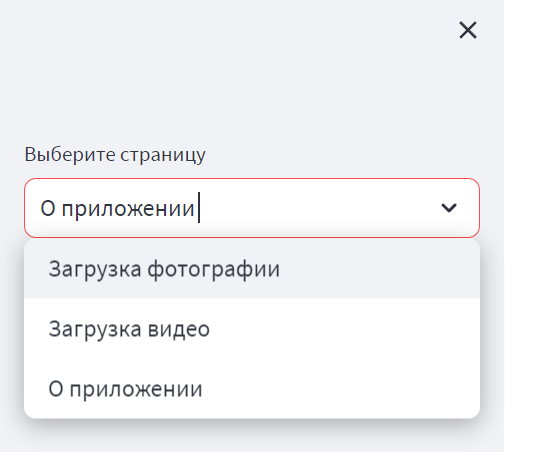 Выберите страницу
О приложении
Загрузка фотографии
Загрузка видео
О приложении